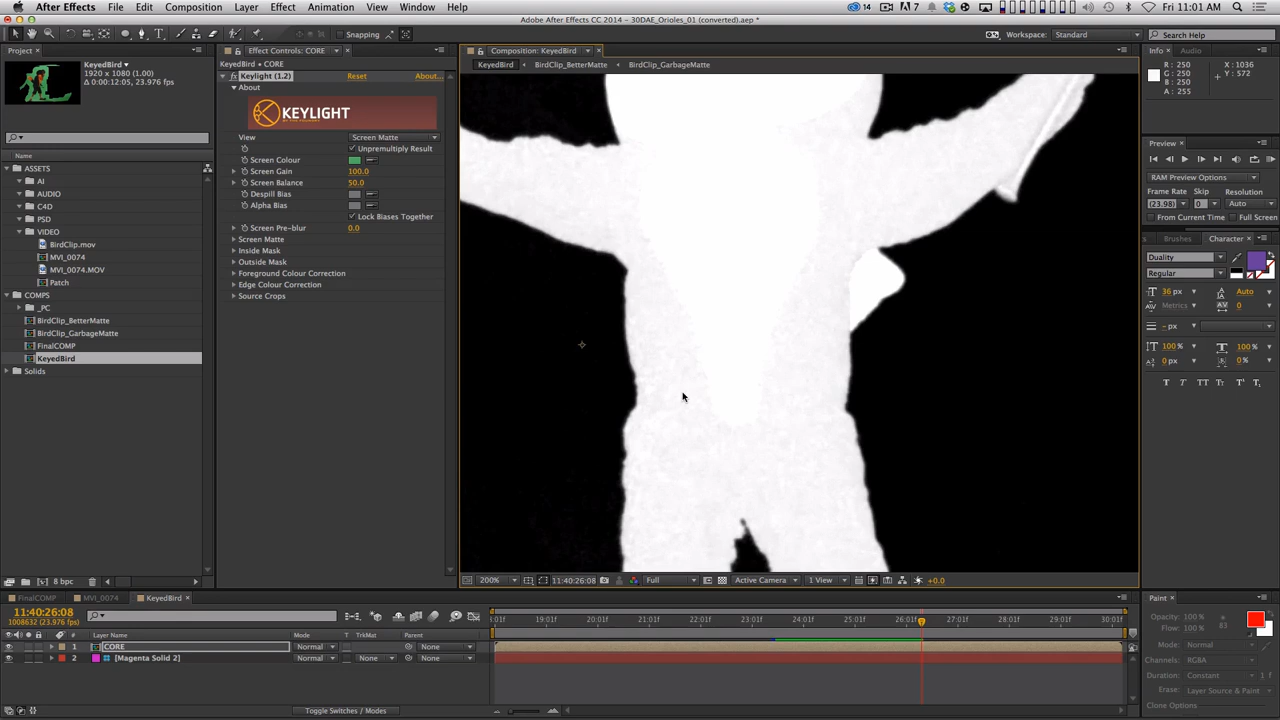 After Effects File Edit Composition Layer Effect Animation View Window Help 14 7 Fri 11:01 AM
Adobe After Effects CC 2014 - 30DAE_Orioles_01 (converted).aep *
Snapping Workspace: Standard Search Help
Project Effect Controls: CORE Composition: KeyedBird Info Audio
KeyedBird
1920 x 1080 (1.00)
Δ 0:00:12:05, 23.976 fps
KeyedBird • CORE
Keylight (1.2) Reset About...
About
KEYLIGHT
View Screen Matte
Unpremultiply Result
Screen Colour
Screen Gain 100.0
Screen Balance 50.0
Despill Bias
Alpha Bias
Lock Biases Together
Screen Pre-blur 0.0
Screen Matte
Inside Mask
Outside Mask
Foreground Colour Correction
Edge Colour Correction
Source Crops
KeyedBird BirdClip_BetterMatte BirdClip_GarbageMatte
Name
ASSETS
AI
AUDIO
C4D
PSD
VIDEO
BirdClip.mov
MVI_0074
MVI_0074.MOV
Patch
COMPS
_PC
BirdClip_BetterMatte
BirdClip_GarbageMatte
FinalCOMP
KeyedBird
Solids
8 bpc
200% 11:40:26:08 Full Active Camera 1 View +0.0
R: 250 X: 1036
G: 250 Y: 572
B: 250
A: 255
Preview
RAM Preview Options
Frame Rate Skip Resolution
(23.98) 0 Auto
From Current Time Full Screen
Brushes Character
Duality
Regular
36 px Auto
Metrics 0
- px
100% 100%
0 px 0%
T T TT Tr T¹ T₁
FinalCOMP MVI_0074 KeyedBird
11:40:26:08
1008632 (23.976 fps)
# Layer Name Mode T TrkMat Parent
1 CORE Normal None
2 [Magenta Solid 2] Normal None None
Toggle Switches / Modes
:01f 19:01f 20:01f 21:01f 22:01f 23:01f 24:01f 25:01f 26:01f 27:01f 28:01f 29:01f 30:01f
Paint
Opacity: 100 %
Flow: 100 % 83
Mode: Normal
Channels: RGBA
Duration: Constant 1 f
Erase: Layer Source & Paint
Clone Options